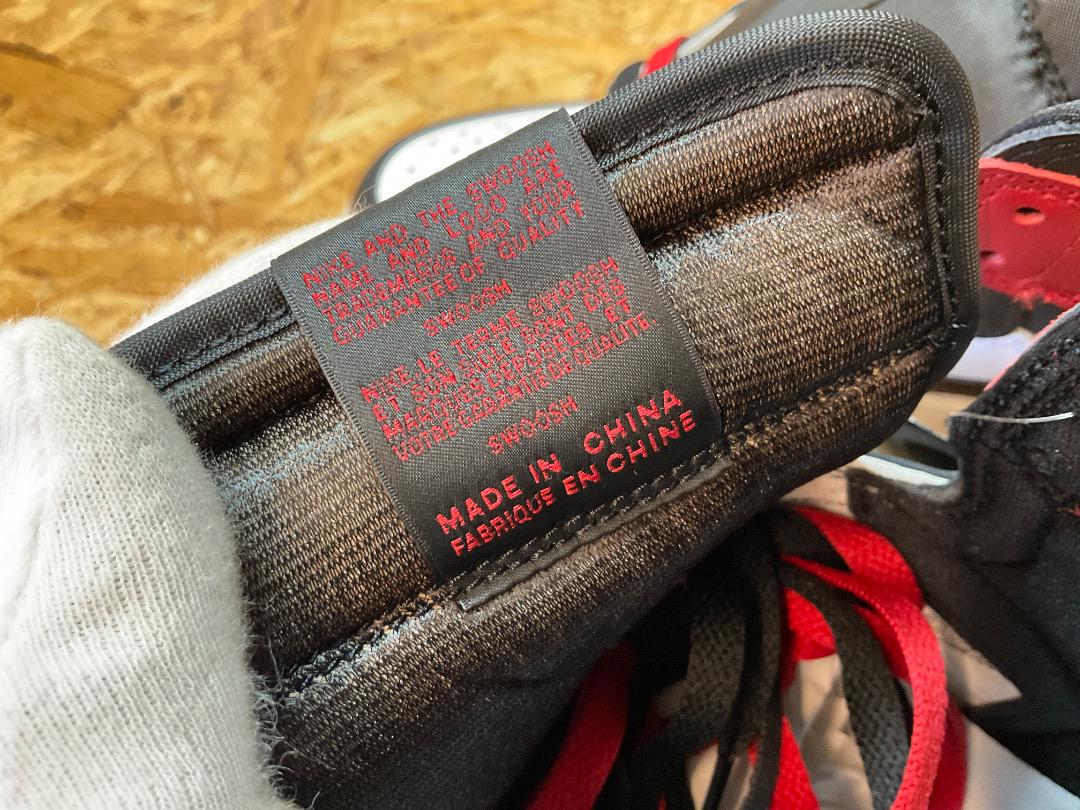 NIKE AND THE SWOOSH
NAME AND LOGO ARE
TRADEMARKS AND YOUR
GUARANTEE OF QUALITY
SWOOSH
NIKE, LE TERME SWOOSH
ET SON SIGLE SONT DES
MARQUES DEPOSEES ET
VOTRE GARANTIE DE QUALITE.
SWOOSH
MADE IN CHINA
FABRIQUE EN CHINE